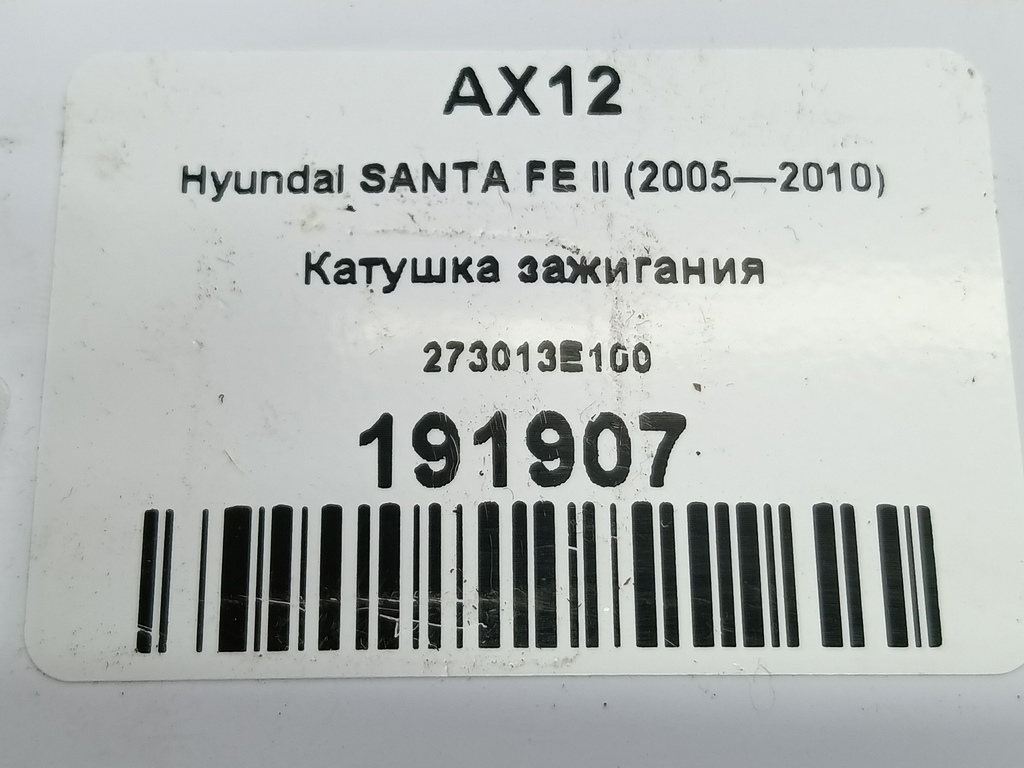 AX12
Hyundai SANTA FE II (2005—2010)
Катушка зажигания
273013E100
191907